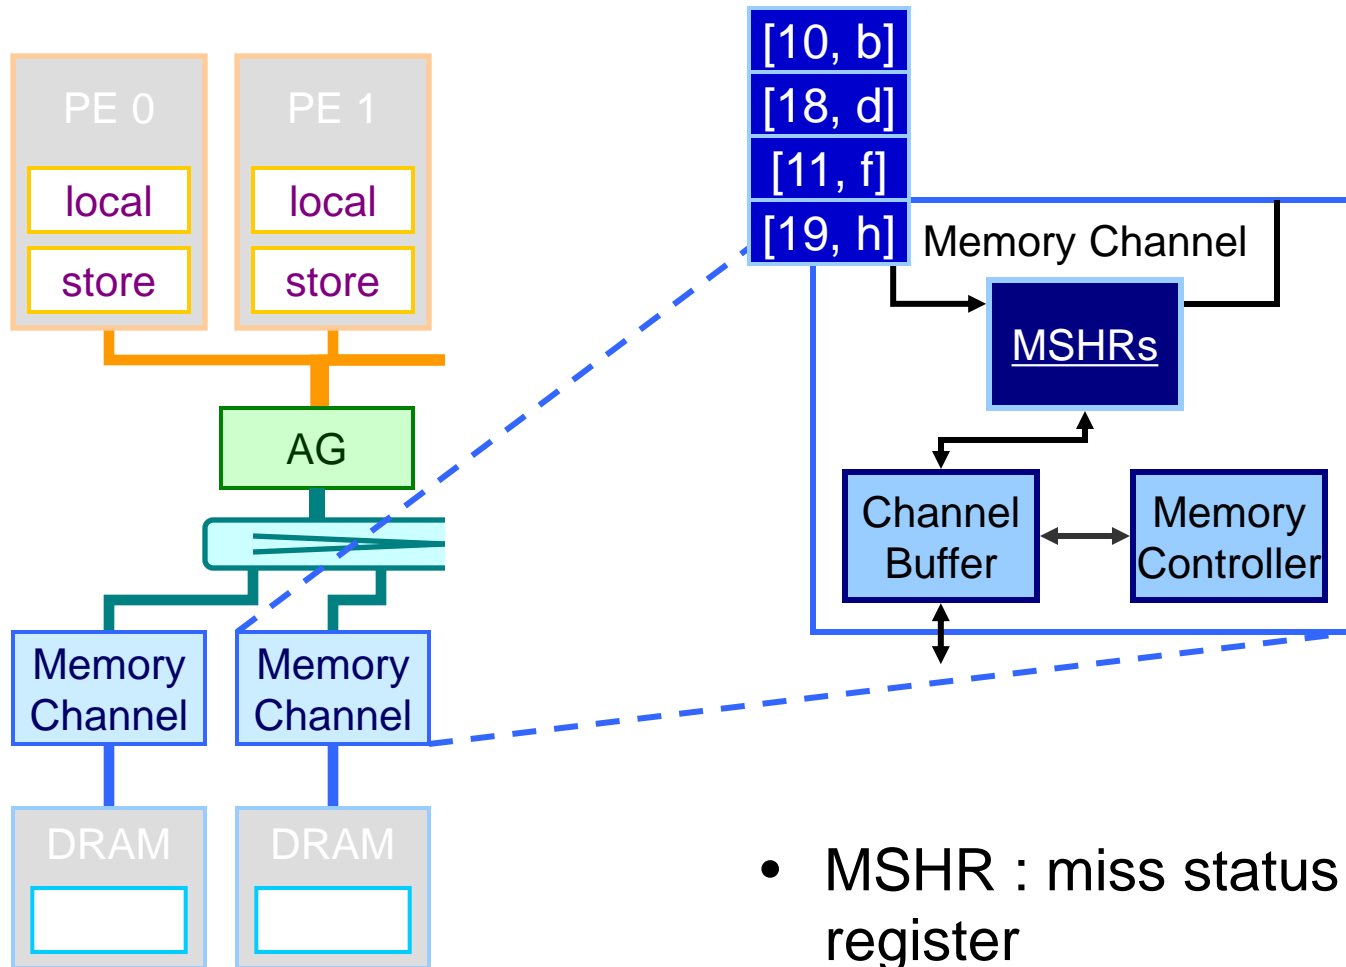 PE 0
local
store
PE 1
local
store
AG
Memory
Channel
Memory
Channel
DRAM
DRAM
[10, b]
[18, d]
[11, f]
[19, h]
Memory Channel
MSHRs
Channel
Buffer
Memory
Controller
• MSHR : miss status
register